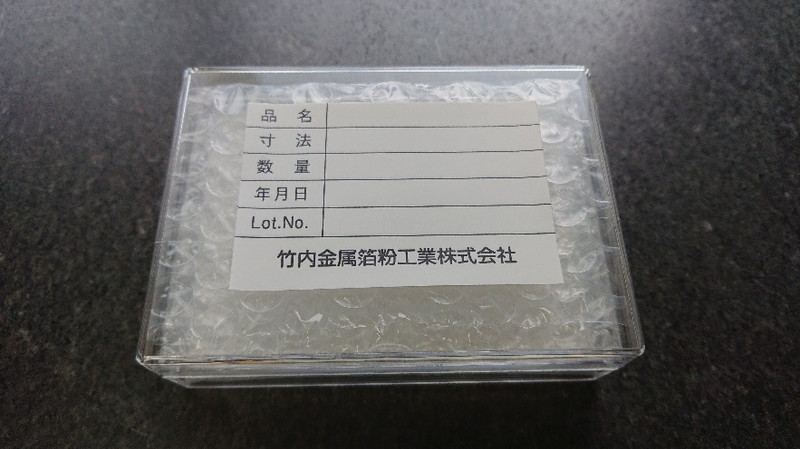 品 名
寸 法
数 量
年月日
Lot.No.
竹内金属箔粉工業株式会社